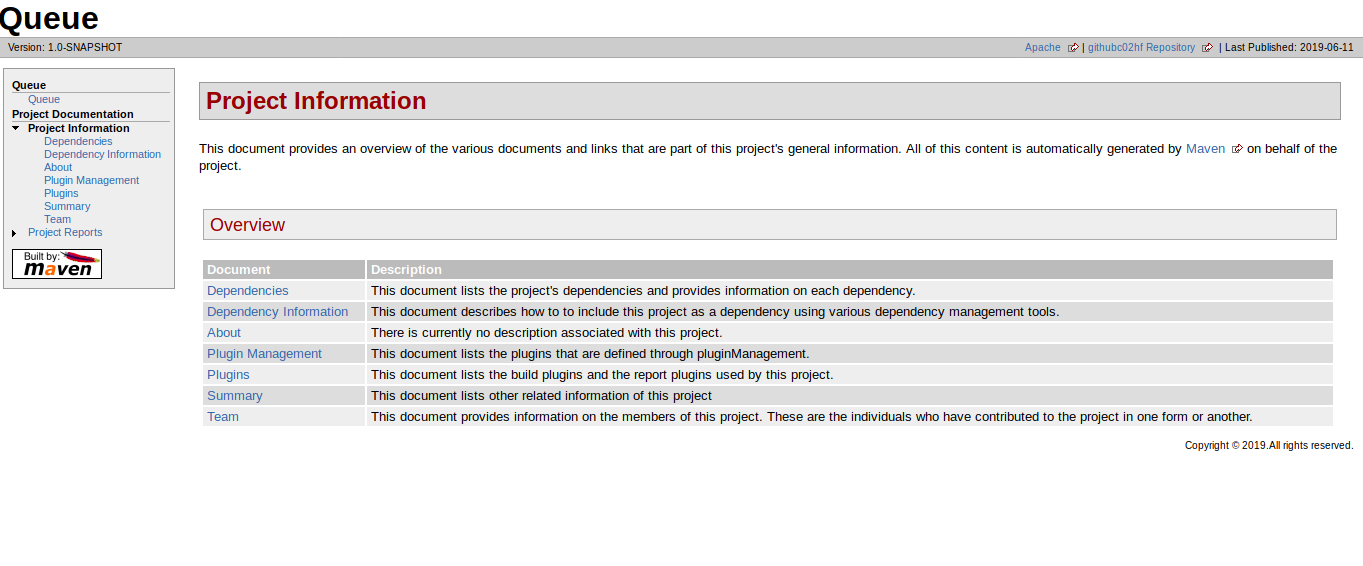 Queue
Version: 1.0-SNAPSHOT
Apache | githubc02hf Repository | Last Published: 2019-06-11
Queue
Queue
Project Documentation
Project Information
Dependencies
Dependency Information
About
Plugin Management
Plugins
Summary
Team
Project Reports
Built by:
maven
Project Information
This document provides an overview of the various documents and links that are part of this project's general information. All of this content is automatically generated by Maven on behalf of the
project.
Overview
Document Description
Dependencies This document lists the project's dependencies and provides information on each dependency.
Dependency Information This document describes how to to include this project as a dependency using various dependency management tools.
About There is currently no description associated with this project.
Plugin Management This document lists the plugins that are defined through pluginManagement.
Plugins This document lists the build plugins and the report plugins used by this project.
Summary This document lists other related information of this project
Team This document provides information on the members of this project. These are the individuals who have contributed to the project in one form or another.
Copyright © 2019.All rights reserved.